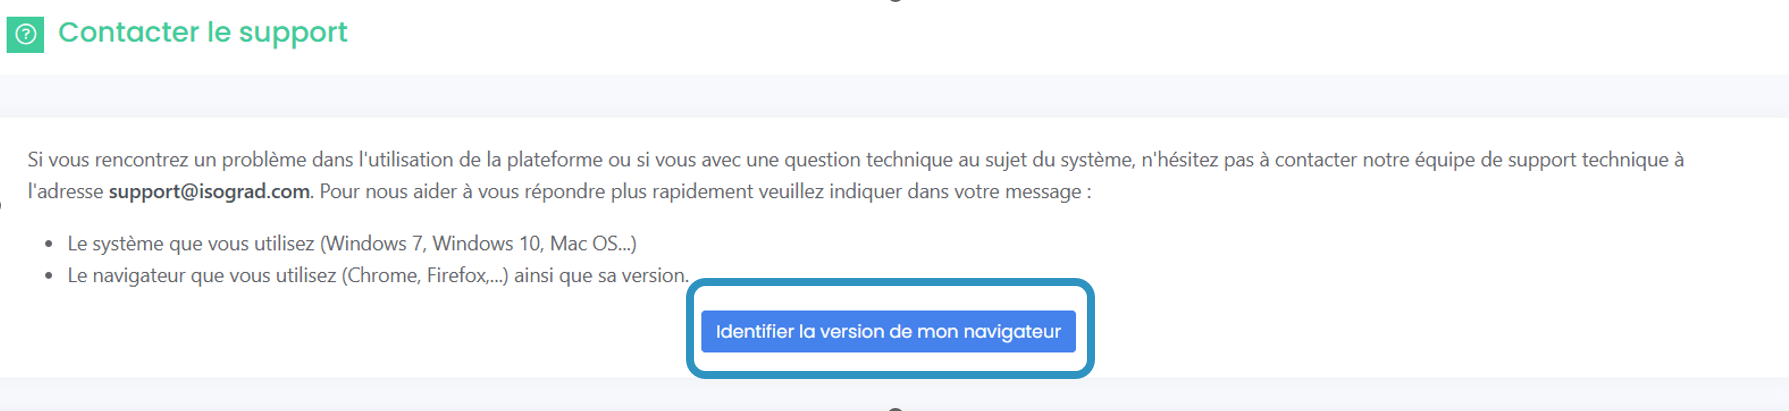 Contacter le support
Si vous rencontrez un problème dans l'utilisation de la plateforme ou si vous avec une question technique au sujet du système, n'hésitez pas à contacter notre équipe de support technique à
l'adresse support@isograd.com. Pour nous aider à vous répondre plus rapidement veuillez indiquer dans votre message :
• Le système que vous utilisez (Windows 7, Windows 10, Mac OS...)
• Le navigateur que vous utilisez (Chrome, Firefox,...) ainsi que sa version.
Identifier la version de mon navigateur